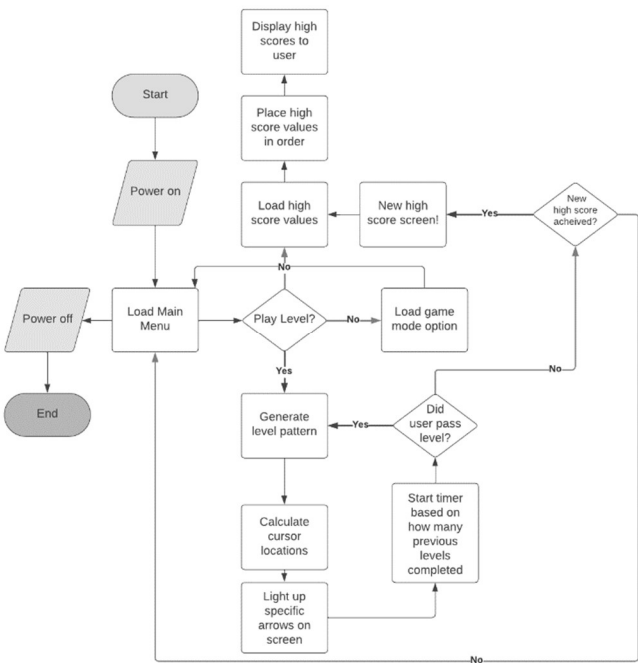 Display high
scores to
user
Start
Place high
score values
in order
Power on
Load high
score values
New high
score screen!
Yes
New
high score
acheived?
No
Power off
Load Main
Menu
Play Level?
No
Load game
mode option
Yes
No
End
Generate
level pattern
Yes
Did
user pass
level?
Calculate
cursor
locations
Start timer
based on
how many
previous
levels
completed
Light up
specific
arrows on
screen
No